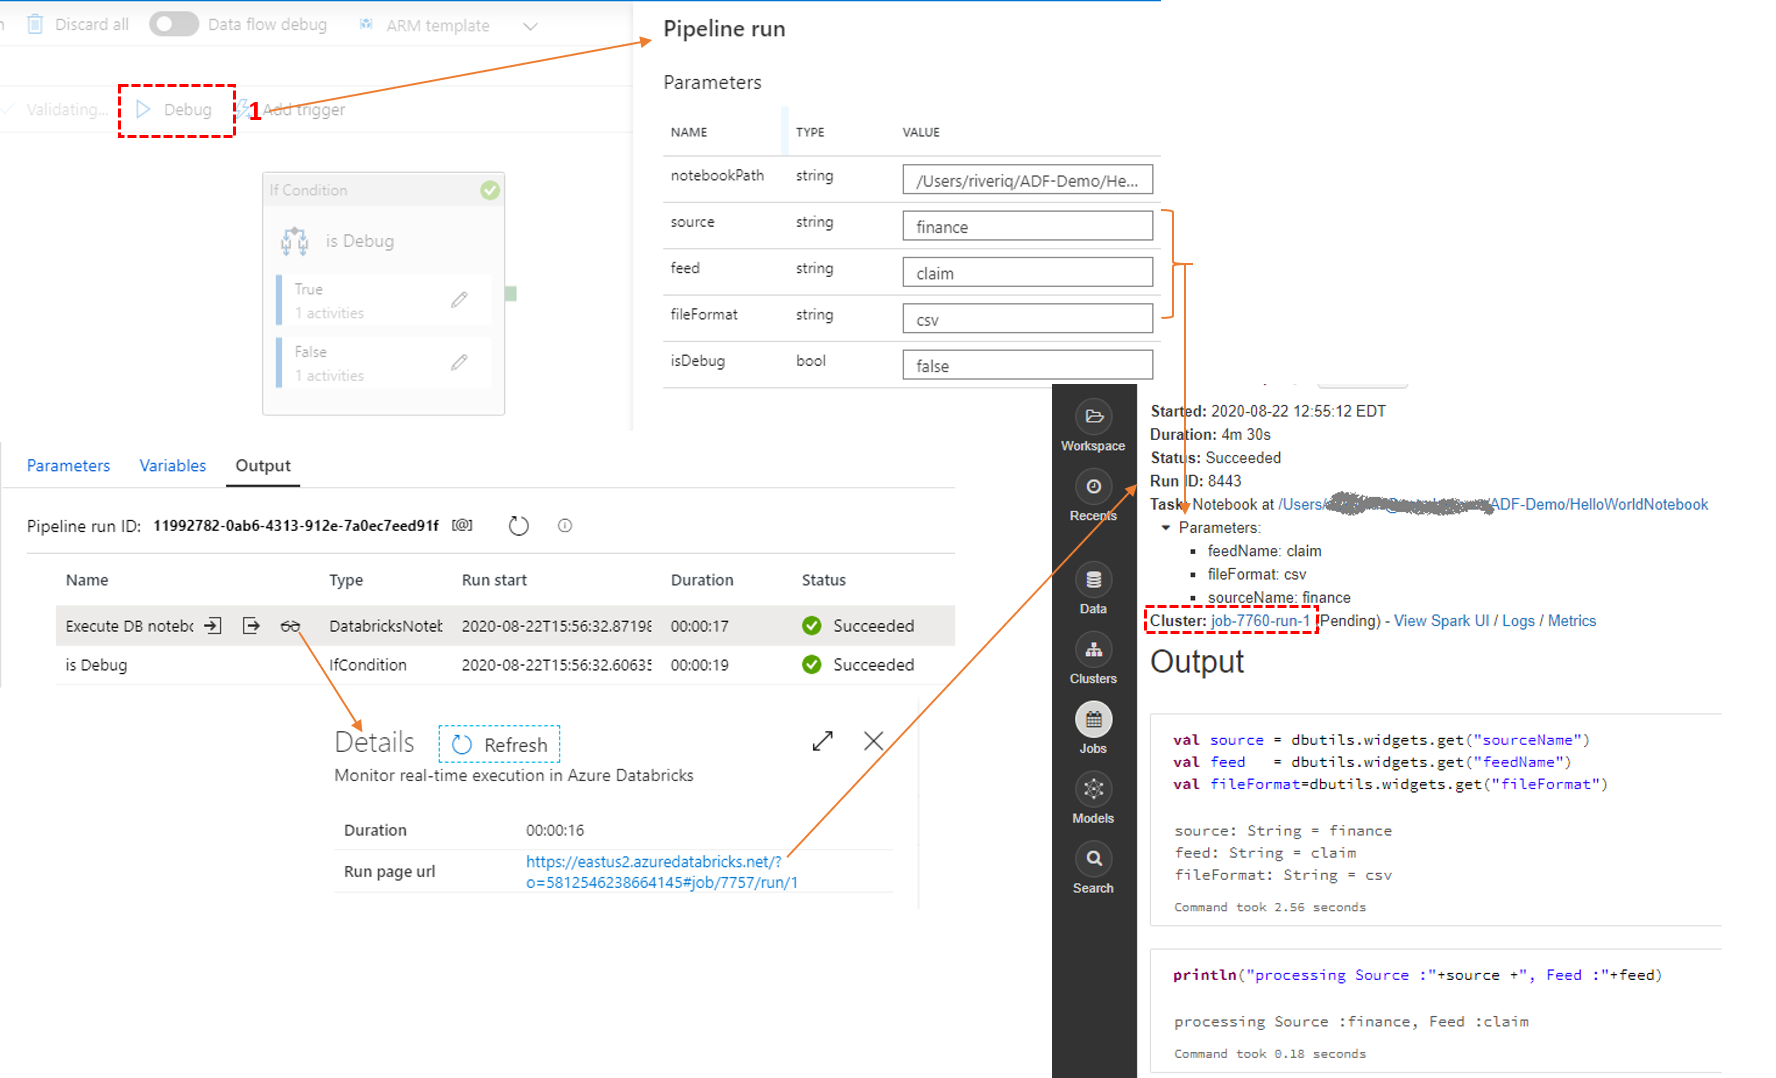 Discard all
Data flow debug
ARM template
Validating...
Debug
1
Add trigger
If Condition
is Debug
True
1 activities
False
1 activities
Pipeline run
Parameters
NAME TYPE VALUE
notebookPath string /Users/riveriq/ADF-Demo/He...
source string finance
feed string claim
fileFormat string csv
isDebug bool false
Parameters Variables Output
Pipeline run ID: 11992782-0ab6-4313-912e-7a0ec7eed91f [@]
Name Type Run start Duration Status
Execute DB notebo DatabricksNoteb 2020-08-22T15:56:32.87198 00:00:17 Succeeded
is Debug IfCondition 2020-08-22T15:56:32.60635 00:00:19 Succeeded
Details Refresh
Monitor real-time execution in Azure Databricks
Duration 00:00:16
Run page url https://eastus2.azuredatabricks.net/?
o=5812546238664145#job/7757/run/1
Workspace
Recents
Data
Clusters
Jobs
Models
Search
Started: 2020-08-22 12:55:12 EDT
Duration: 4m 30s
Status: Succeeded
Run ID: 8443
Task: Notebook at /Users/ ADF-Demo/HelloWorldNotebook
Parameters:
feedName: claim
fileFormat: csv
sourceName: finance
Cluster: job-7760-run-1 (Pending) - View Spark UI / Logs / Metrics
Output
val source = dbutils.widgets.get("sourceName")
val feed   = dbutils.widgets.get("feedName")
val fileFormat=dbutils.widgets.get("fileFormat")
source: String = finance
feed: String = claim
fileFormat: String = csv
Command took 2.56 seconds
println("processing Source :"+source +", Feed :"+feed)
processing Source :finance, Feed :claim
Command took 0.18 seconds